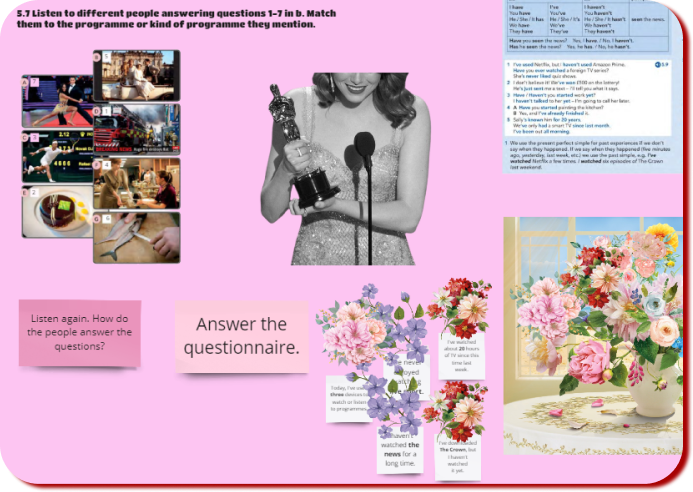 5.7 Listen to different people answering questions 1–7 in b. Match
them to the programme or kind of programme they mention.
I have I've I haven't
You have You've You haven't
He / She / It has He / She / It's He / She / It hasn't seen the news.
We have We've We haven't
They have They've They haven't
Have you seen the news? Yes, I have. / No, I haven't.
Has he seen the news? Yes, he has. / No, he hasn't.
1 I've used Netflix, but I haven't used Amazon Prime.
Have you ever watched a foreign TV series?
She's never liked quiz shows.
2 I don't believe it! We've won £100 on the lottery!
He's just sent me a text – I'll tell you what it says.
3 Have / Haven't you started work yet?
I haven't talked to her yet – I'm going to call her later.
4 A Have you started painting the kitchen?
B Yes, and I've already finished it.
5 Sally's known him for 20 years.
We've only had a smart TV since last month.
I've been out all morning.
1 We use the present perfect simple for past experiences if we don't
say when they happened. If we say when they happened (five minutes
ago, yesterday, last week, etc.) we use the past simple, e.g. I've
watched Netflix a few times. I watched six episodes of The Crown
last weekend.
Listen again. How do
the people answer the
questions?
Answer the
questionnaire.
I've watched
about 20 hours
of TV since this
time last
week.
never
Today, I've
three devices
watch or listen
to programmes.
haven't
watched the
news for a
long time.
The Crown, but
I haven't
watched
it yet.